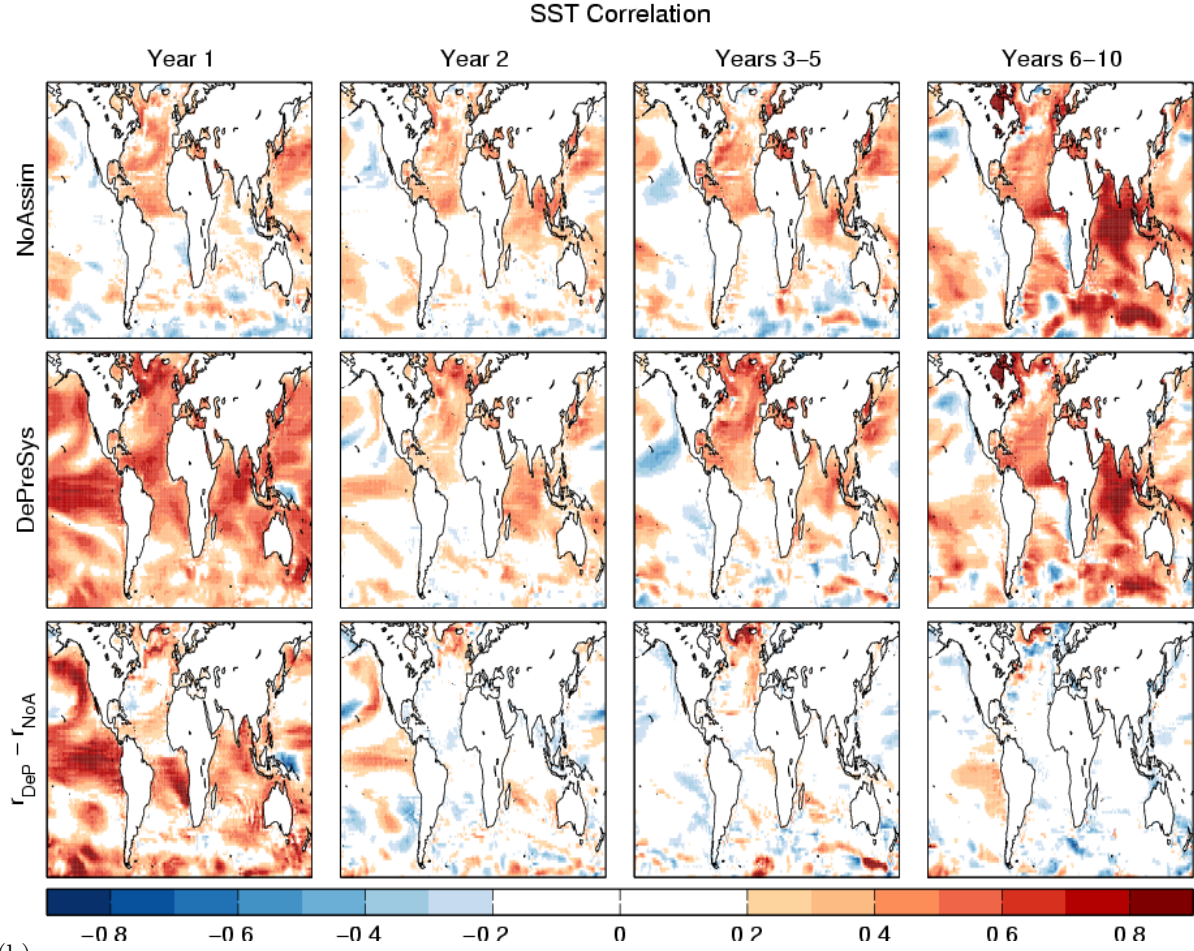 SST Correlation
Year 1 Year 2 Years 3–5 Years 6–10
NoAssim
DePreSys
r_DeP − r_NoA
−0.8 −0.6 −0.4 −0.2 0 0.2 0.4 0.6 0.8